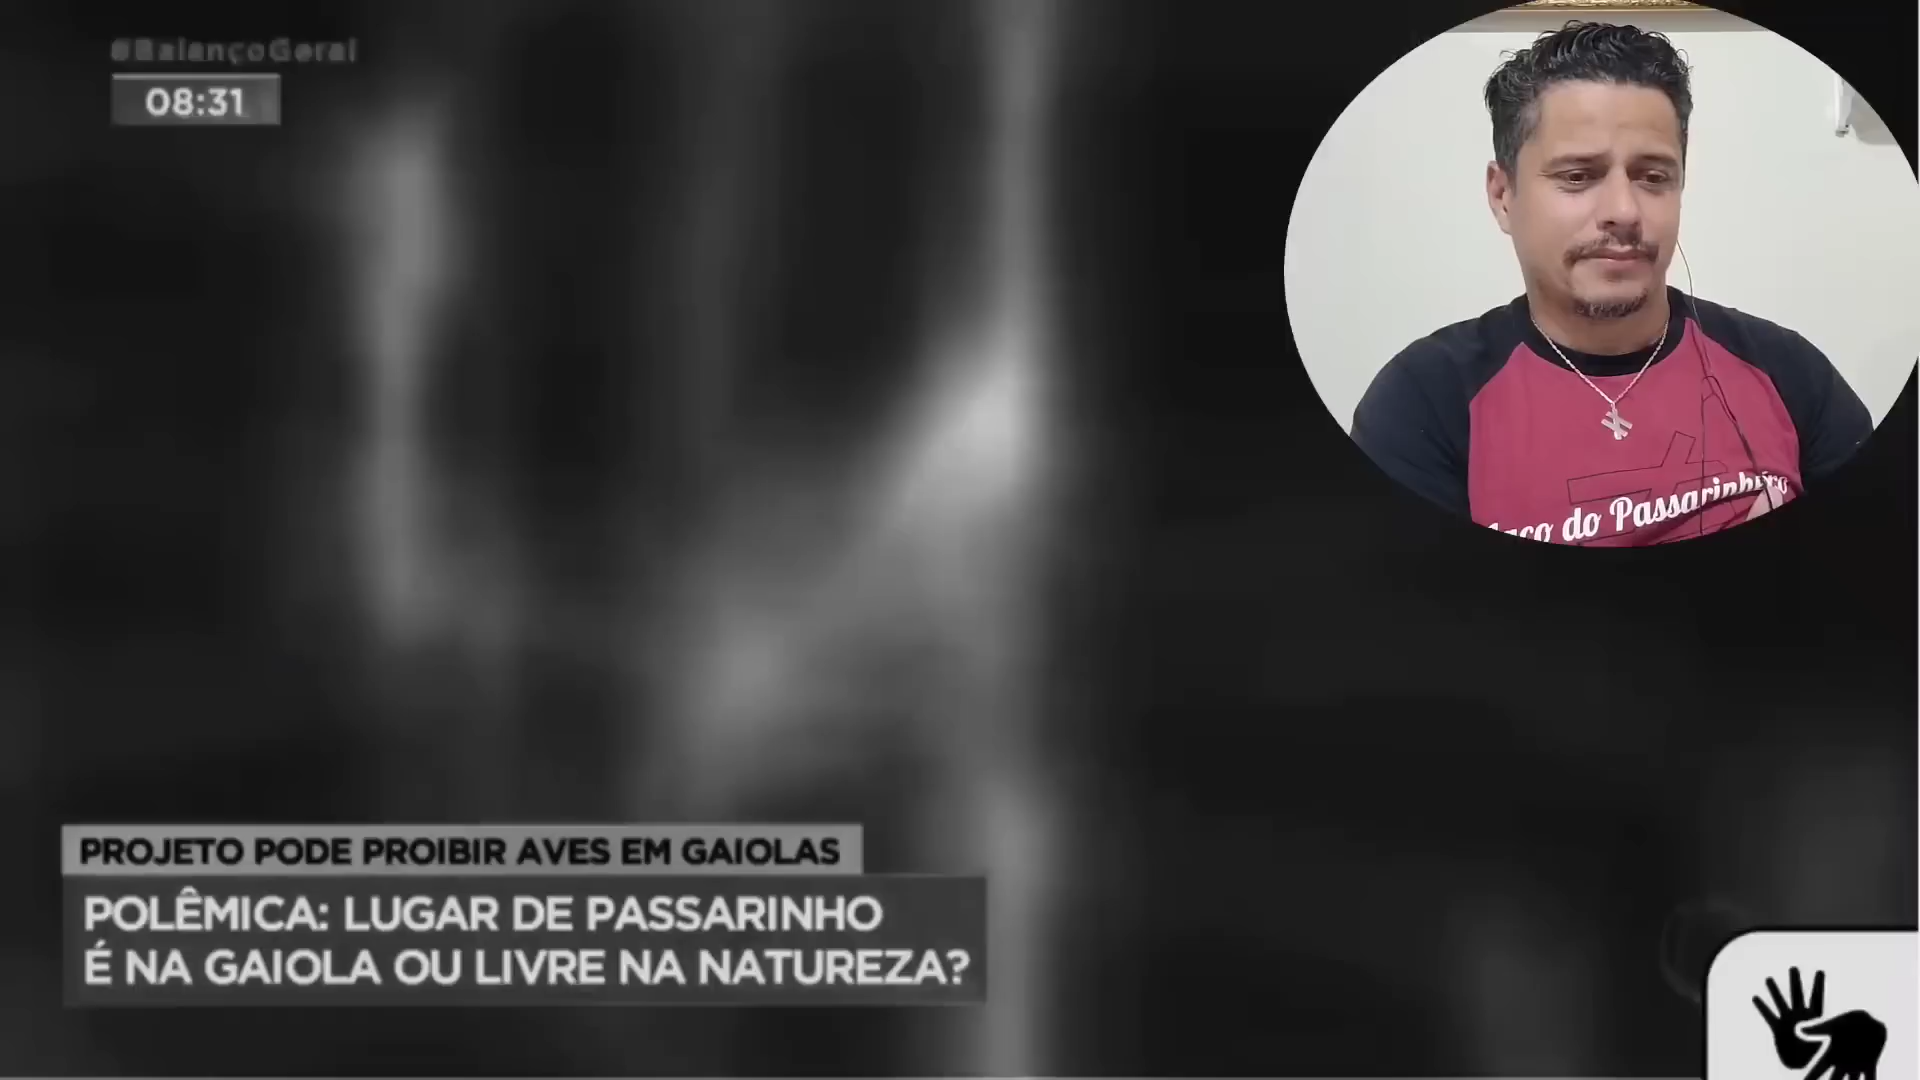 #BalançoGeral
08:31
do Passarinheiro
PROJETO PODE PROIBIR AVES EM GAIOLAS
POLÊMICA: LUGAR DE PASSARINHO
É NA GAIOLA OU LIVRE NA NATUREZA?